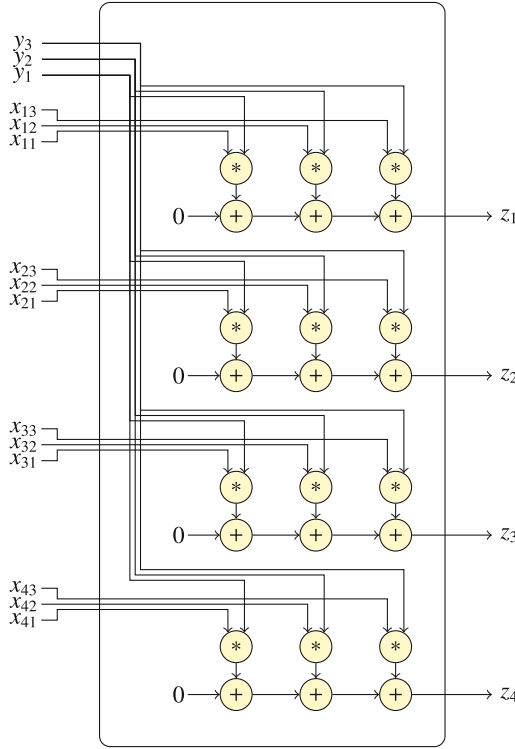 y₃
y₂
y₁
x₁₃
x₁₂
x₁₁
* * *
0 + + + z₁
x₂₃
x₂₂
x₂₁
* * *
0 + + + z₂
x₃₃
x₃₂
x₃₁
* * *
0 + + + z₃
x₄₃
x₄₂
x₄₁
* * *
0 + + + z₄